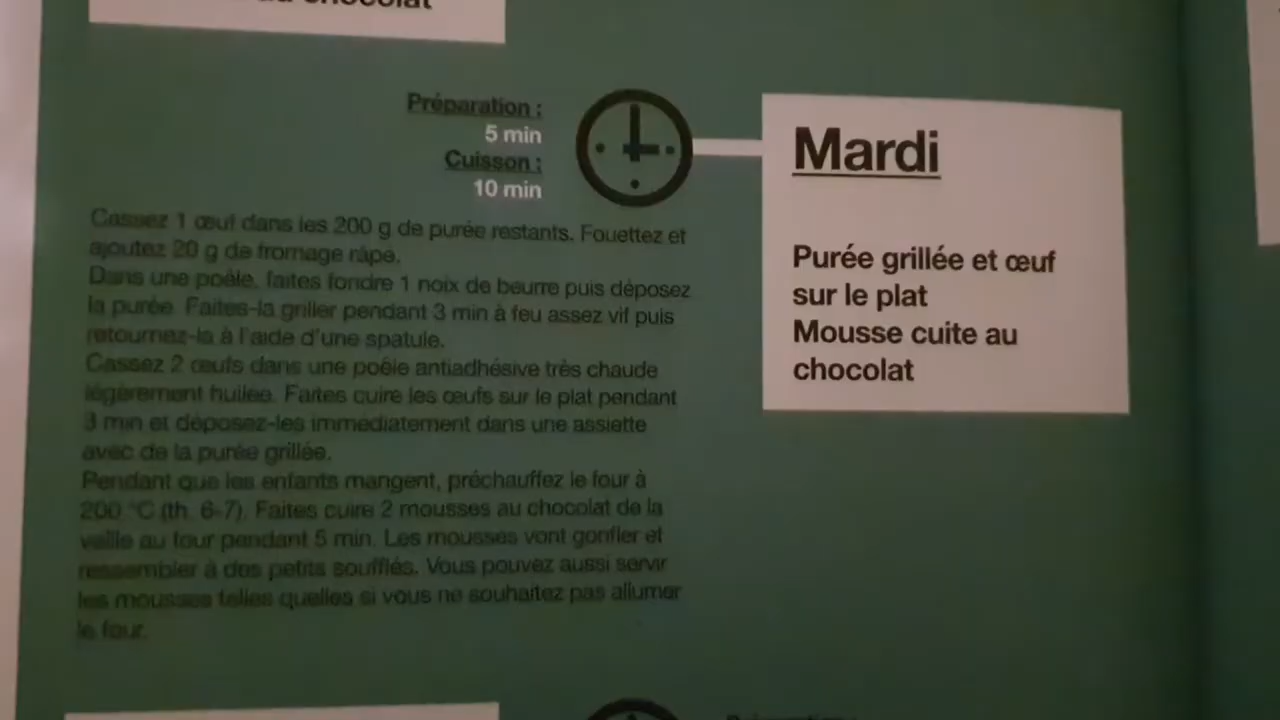 au chocolat
Préparation :
5 min
Cuisson :
10 min
Cassez 1 œuf dans les 200 g de purée restants. Fouettez et
ajoutez 20 g de fromage râpé.
Dans une poêle, faites fondre 1 noix de beurre puis déposez
la purée. Faites-la griller pendant 3 min à feu assez vif puis
retournez-la à l'aide d'une spatule.
Cassez 2 œufs dans une poêle antiadhésive très chaude
légèrement huilée. Faites cuire les œufs sur le plat pendant
3 min et déposez-les immédiatement dans une assiette
avec de la purée grillée.
Pendant que les enfants mangent, préchauffez le four à
200 °C (th. 6-7). Faites cuire 2 mousses au chocolat de la
veille au four pendant 5 min. Les mousses vont gonfler et
ressembler à des petits soufflés. Vous pouvez aussi servir
les mousses telles quelles si vous ne souhaitez pas allumer
le four.
Mardi
Purée grillée et œuf
sur le plat
Mousse cuite au
chocolat